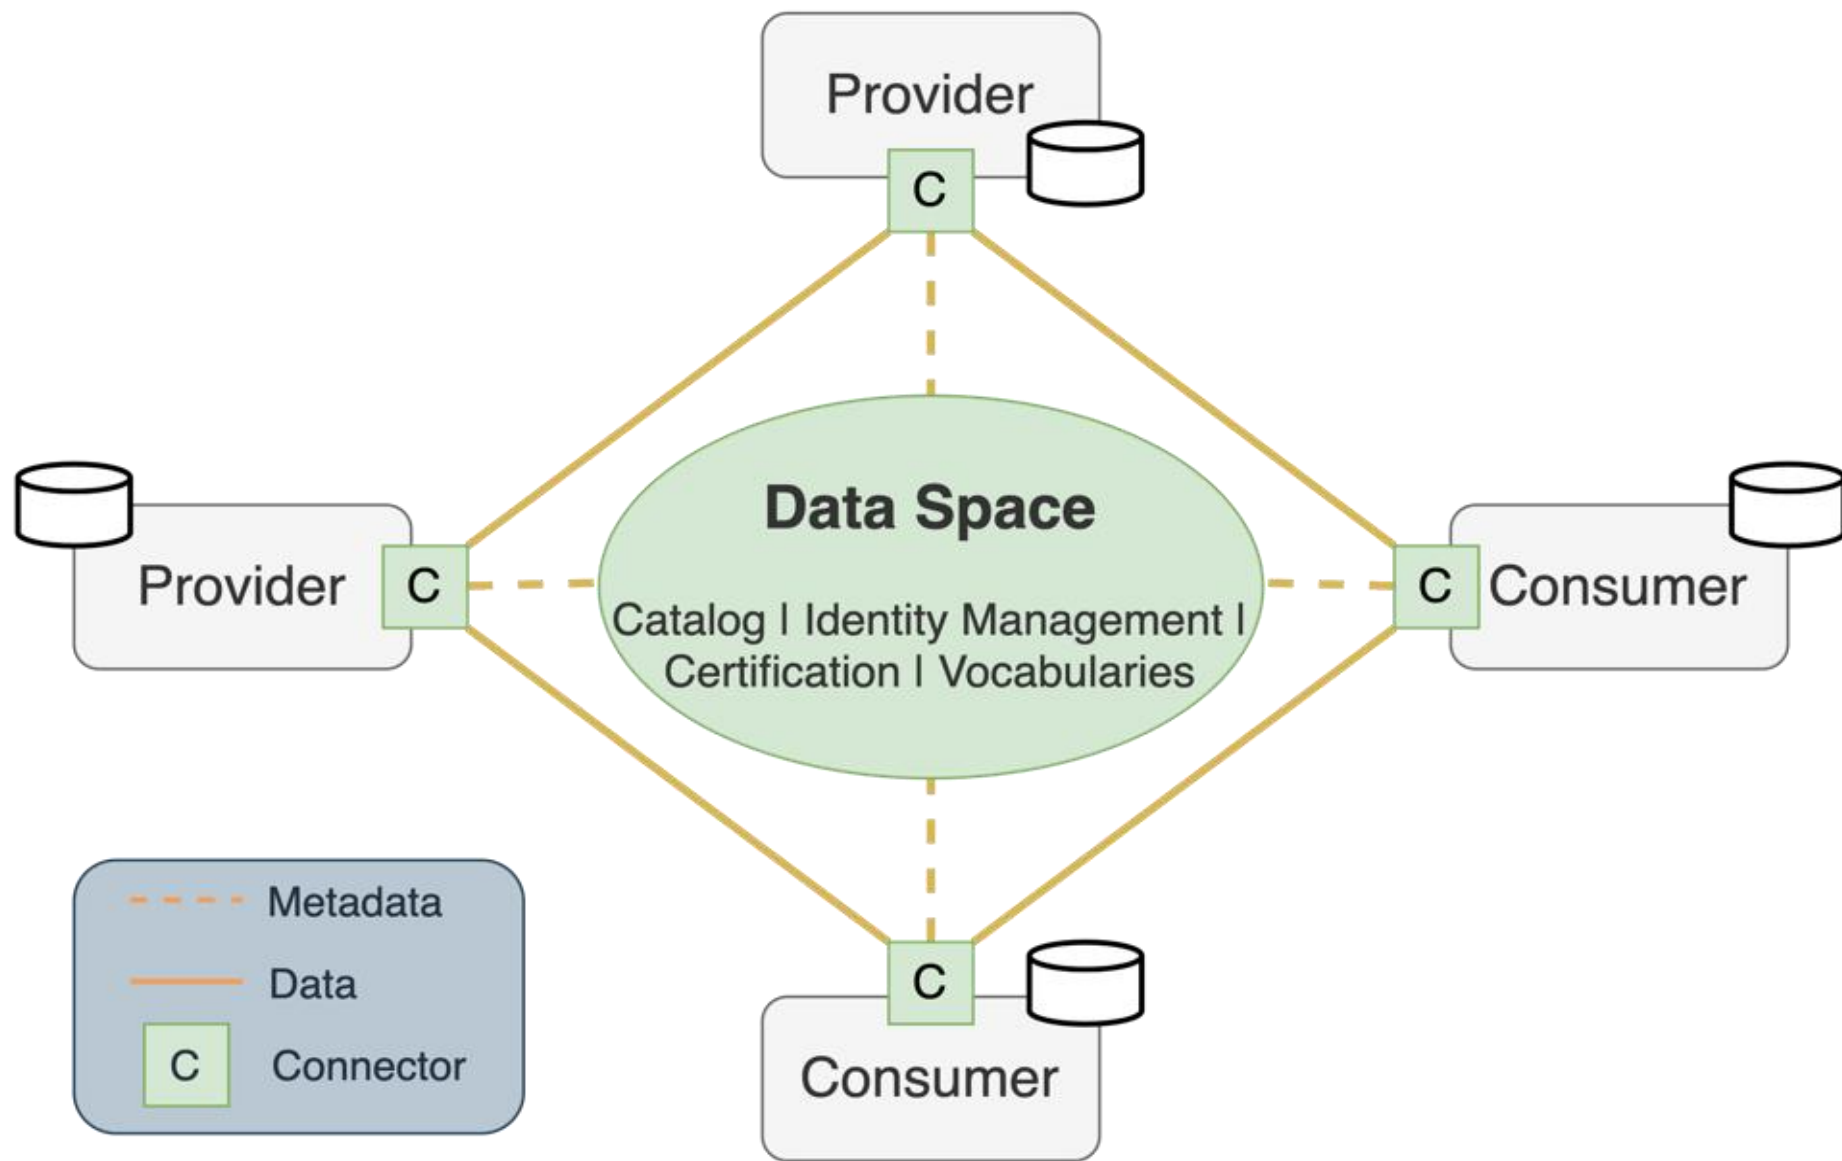 Provider
C
Data Space
Provider
C
C
Consumer
Catalog | Identity Management |
Certification | Vocabularies
Metadata
Data
C
Connector
C
Consumer